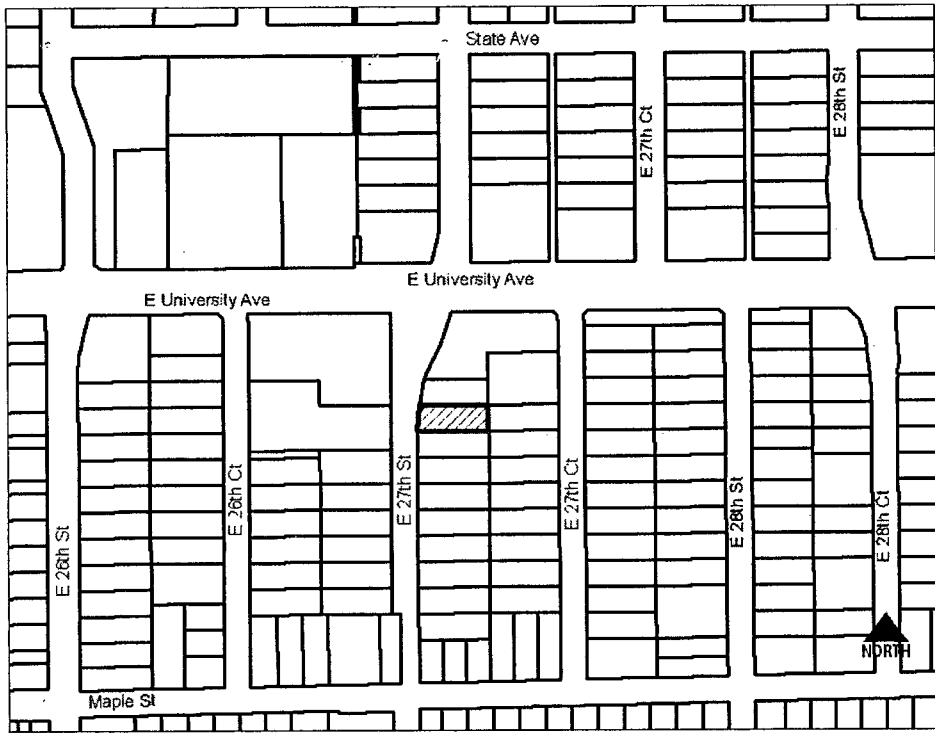 State Ave
E 27th Ct
E 28th St
E University Ave
E University Ave
E 26th St
E 26th Ct
E 27th St
E 27th Ct
E 28th St
E 28th Ct
NORTH
Maple St